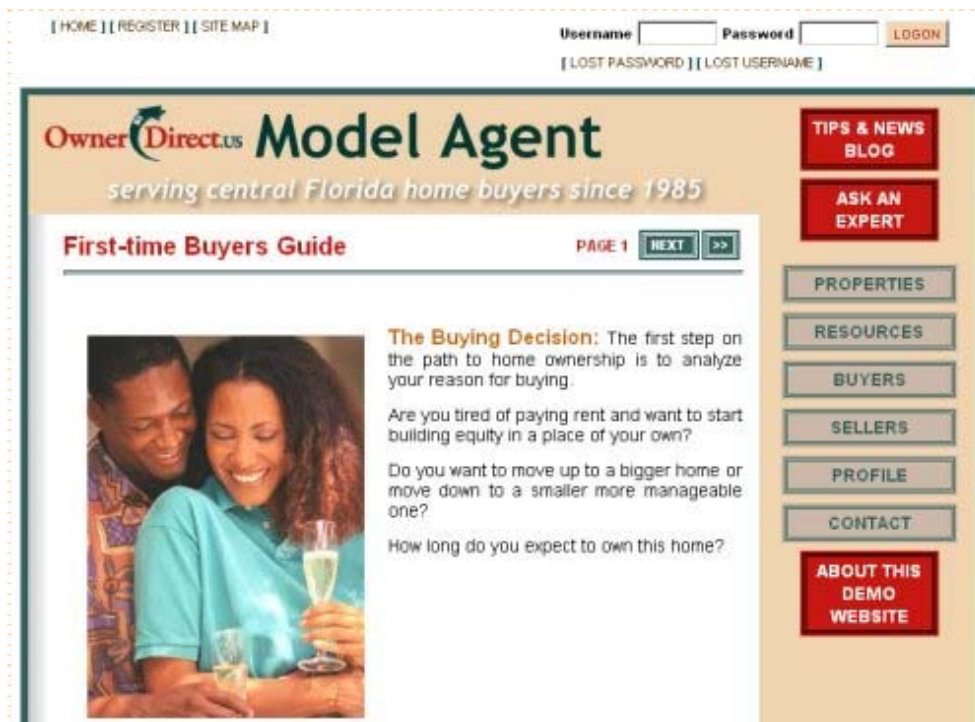 [ HOME ] [ REGISTER ] [ SITE MAP ]
Username Password LOGON
[ LOST PASSWORD ] [ LOST USERNAME ]
OwnerDirect.us Model Agent
serving central Florida home buyers since 1985
TIPS & NEWS
BLOG
ASK AN
EXPERT
First-time Buyers Guide PAGE 1 NEXT >>
The Buying Decision: The first step on
the path to home ownership is to analyze
your reason for buying.
Are you tired of paying rent and want to start
building equity in a place of your own?
Do you want to move up to a bigger home or
move down to a smaller more manageable
one?
How long do you expect to own this home?
PROPERTIES
RESOURCES
BUYERS
SELLERS
PROFILE
CONTACT
ABOUT THIS
DEMO
WEBSITE